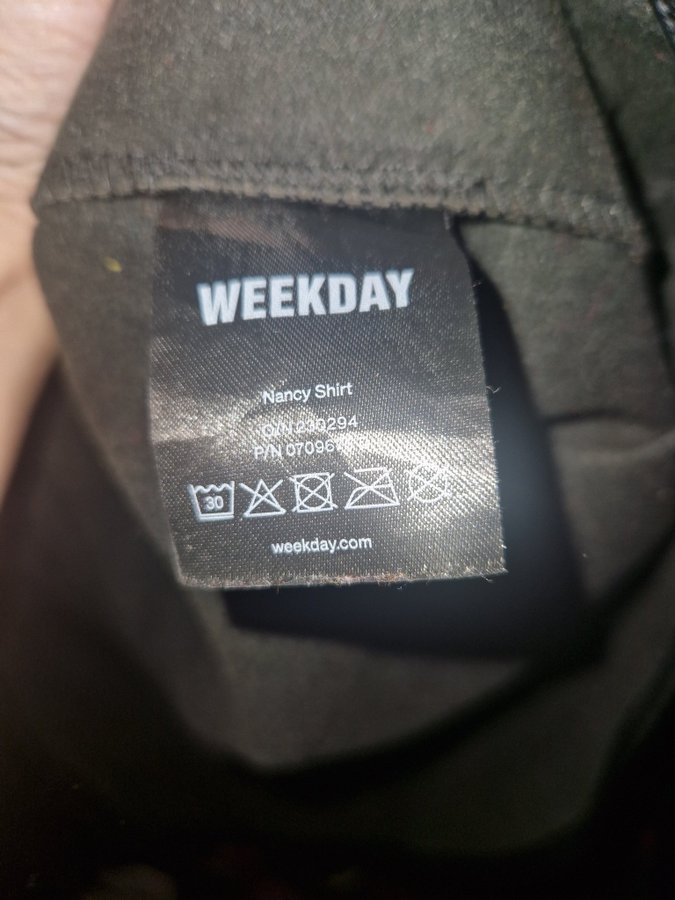 WEEKDAY
Nancy Shirt
O/N 230294
P/N
30
weekday.com